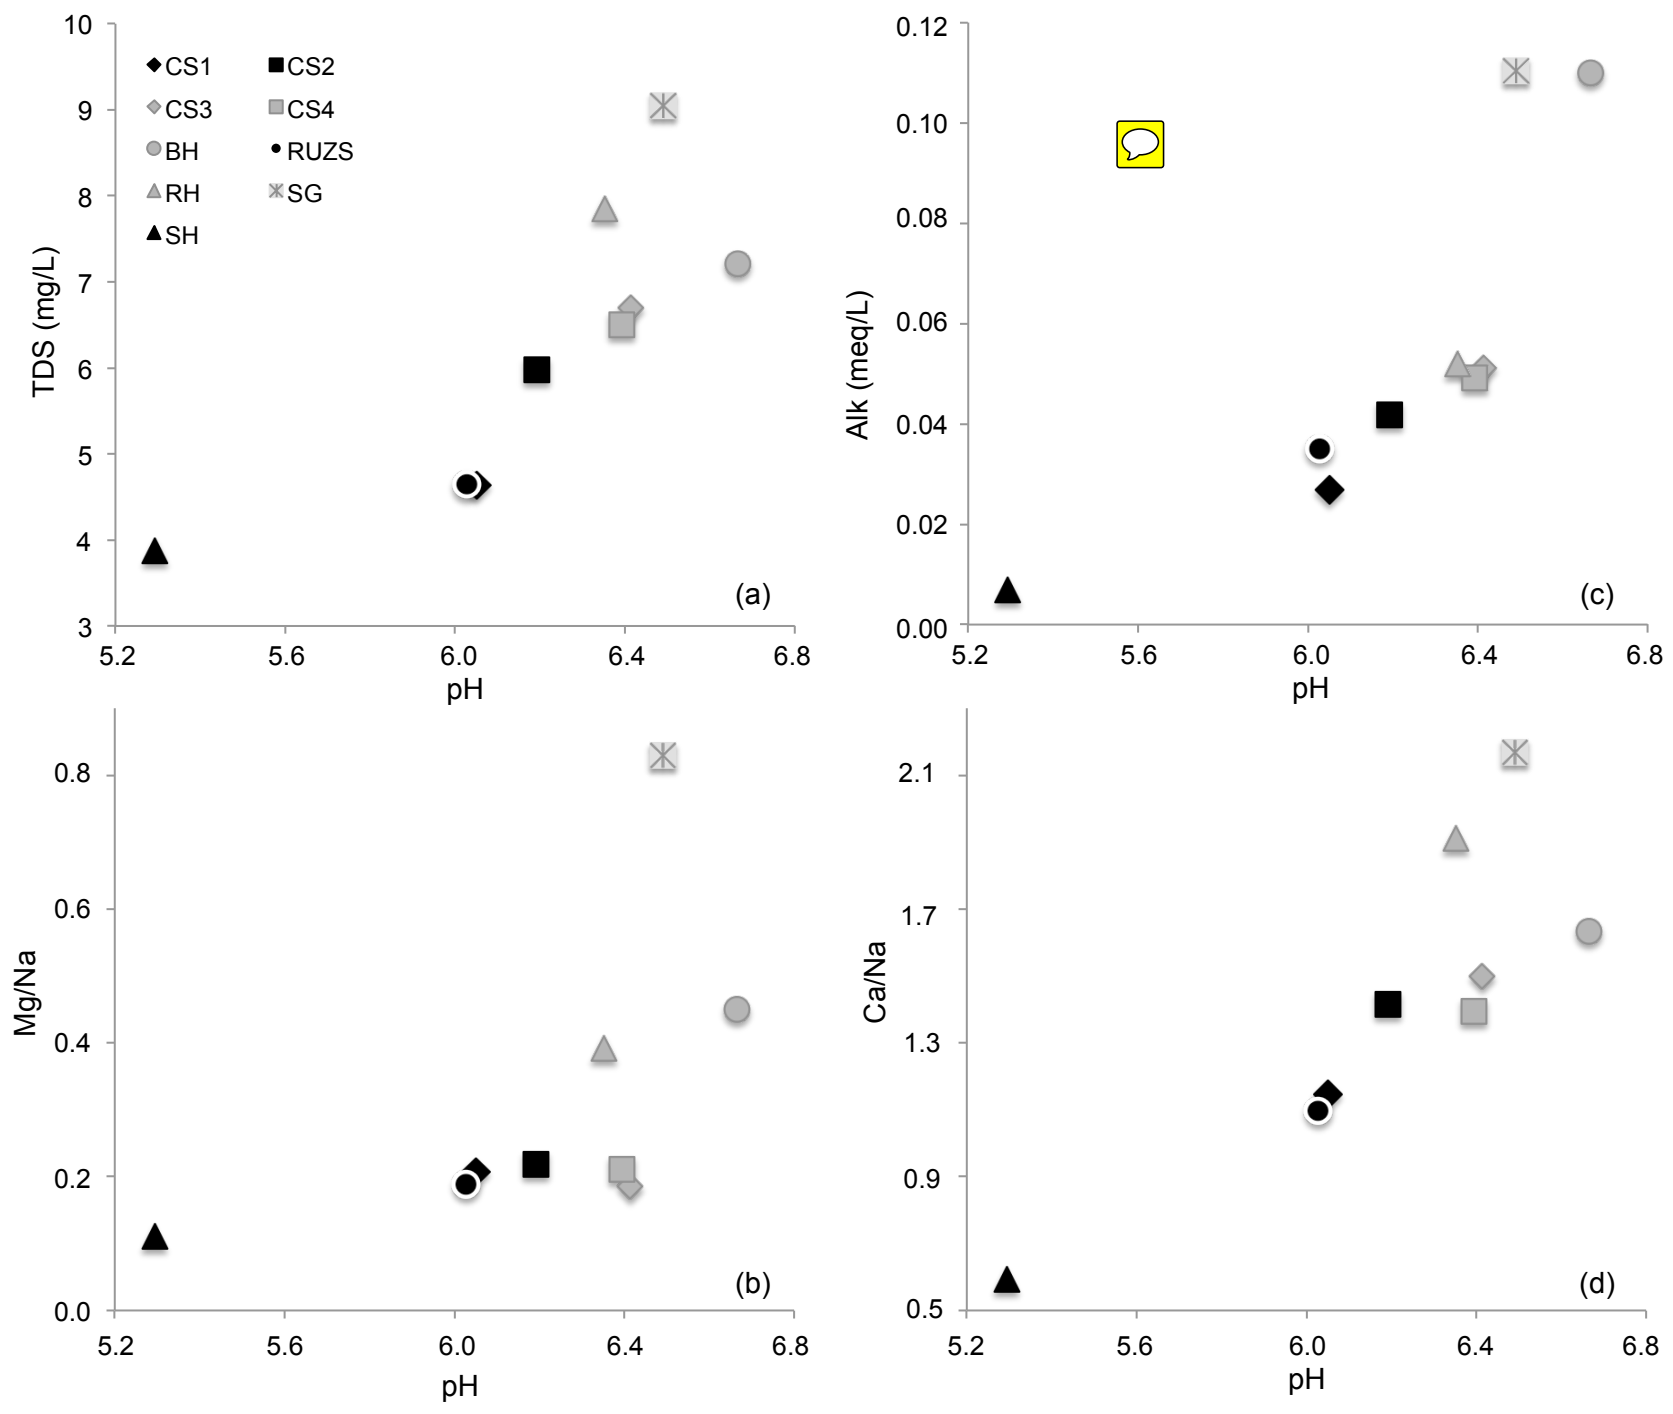 10
9
8
7
6
5
4
3
TDS (mg/L)
CS1 CS2
CS3 CS4
BH RUZS
RH SG
SH
(a)
5.2 5.6 6.0 6.4 6.8
pH
0.12
0.10
0.08
0.06
0.04
0.02
0.00
Alk (meq/L)
(c)
5.2 5.6 6.0 6.4 6.8
pH
0.8
0.6
0.4
0.2
0.0
Mg/Na
(b)
5.2 5.6 6.0 6.4 6.8
pH
2.1
1.7
1.3
0.9
0.5
Ca/Na
(d)
5.2 5.6 6.0 6.4 6.8
pH